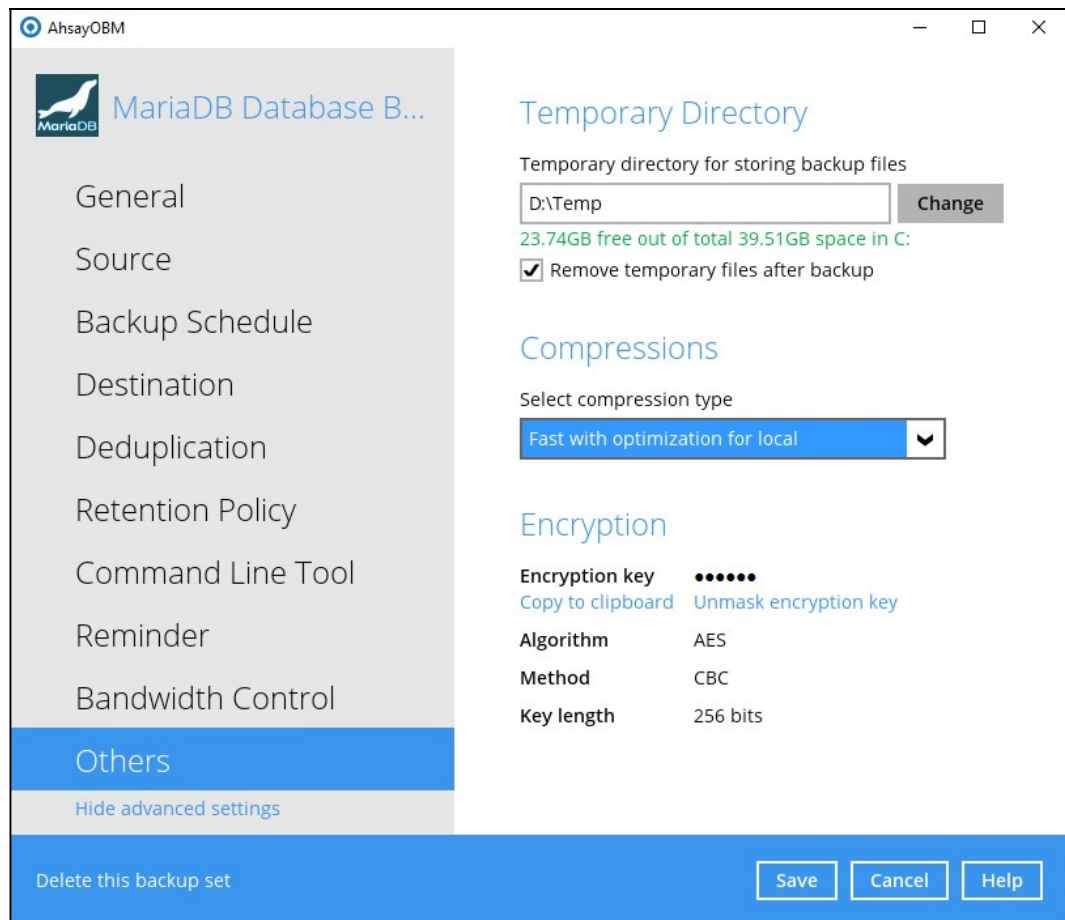 AhsayOBM
MariaDB
MariaDB Database B...
General
Source
Backup Schedule
Destination
Deduplication
Retention Policy
Command Line Tool
Reminder
Bandwidth Control
Others
Hide advanced settings
Temporary Directory
Temporary directory for storing backup files
D:\Temp
Change
23.74GB free out of total 39.51GB space in C:
Remove temporary files after backup
Compressions
Select compression type
Fast with optimization for local
Encryption
Encryption key ••••••
Copy to clipboard Unmask encryption key
Algorithm AES
Method CBC
Key length 256 bits
Delete this backup set
Save Cancel Help